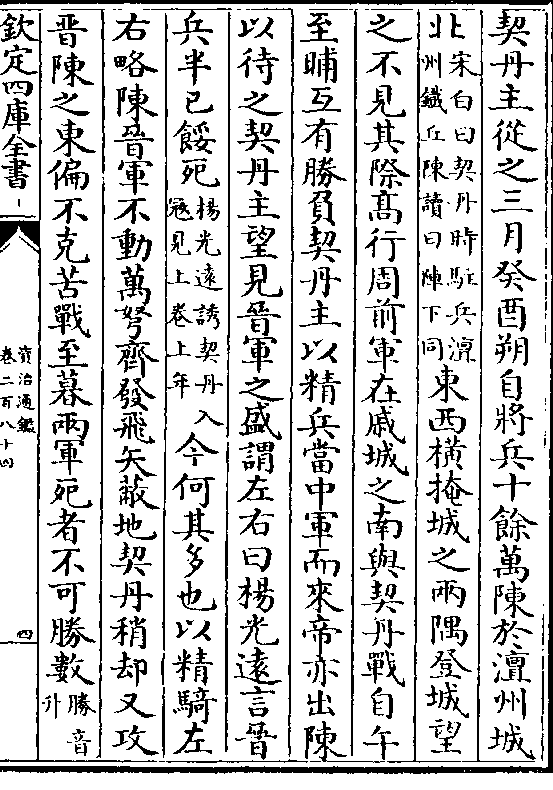 契丹主從之三月癸酉朔自將兵十餘萬陳於澶州城
北宋白曰契丹時駐兵澶
州鐵丘陳讀曰陣下同
東西橫掩城之兩隅登城望
之不見其際髙行周前軍在戚城之南與契丹戰自午
至晡互有勝負契丹主以精兵當中軍而來帝亦出陳
以待之契丹主望見晉軍之盛謂左右曰楊光遠言晉
兵半已餒死
楊光遠誘契丹入
冦見上卷上年
今何其多也以精騎左
右略陳晉軍不動萬弩齊發飛矢蔽地契丹稍却又攻
晋陳之東偏不克苦戰至暮兩軍死者不可勝數
勝音
升
欽定四庫全書
資治通鑑
卷二百八十四
四